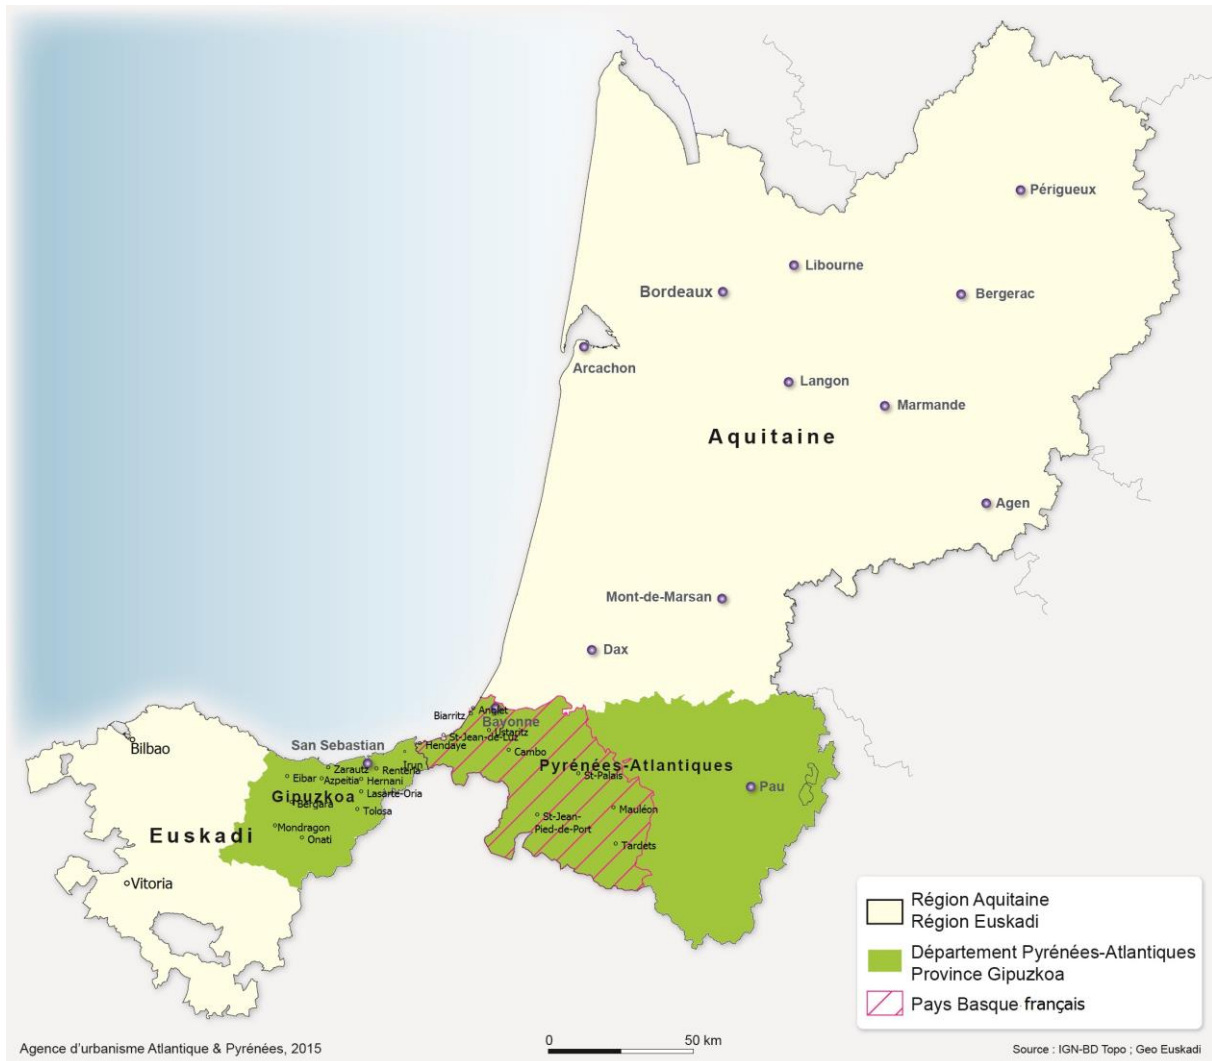 Périgueux
Libourne
Bordeaux
Bergerac
Arcachon
Langon
Marmande
Aquitaine
Agen
Mont-de-Marsan
Dax
Biarritz
Anglet
Bayonne
Ustaritz
St-Jean-de-Luz
Hendaye
Cambo
Bilbao
San Sebastian
Irun
Zarautz
Renteria
Eibar
Azpeitia
Hernani
Pyrénées-Atlantiques
St-Palais
Pau
Gipuzkoa
Lasarte-Oria
Bergara
Tolosa
Mauléon
St-Jean-
Pied-de-Port
Mondragon
Onati
Euskadi
Tardets
Vitoria
Région Aquitaine
Région Euskadi
Département Pyrénées-Atlantiques
Province Gipuzkoa
Pays Basque français
0 50 km
Agence d'urbanisme Atlantique & Pyrénées, 2015
Source : IGN-BD Topo ; Geo Euskadi